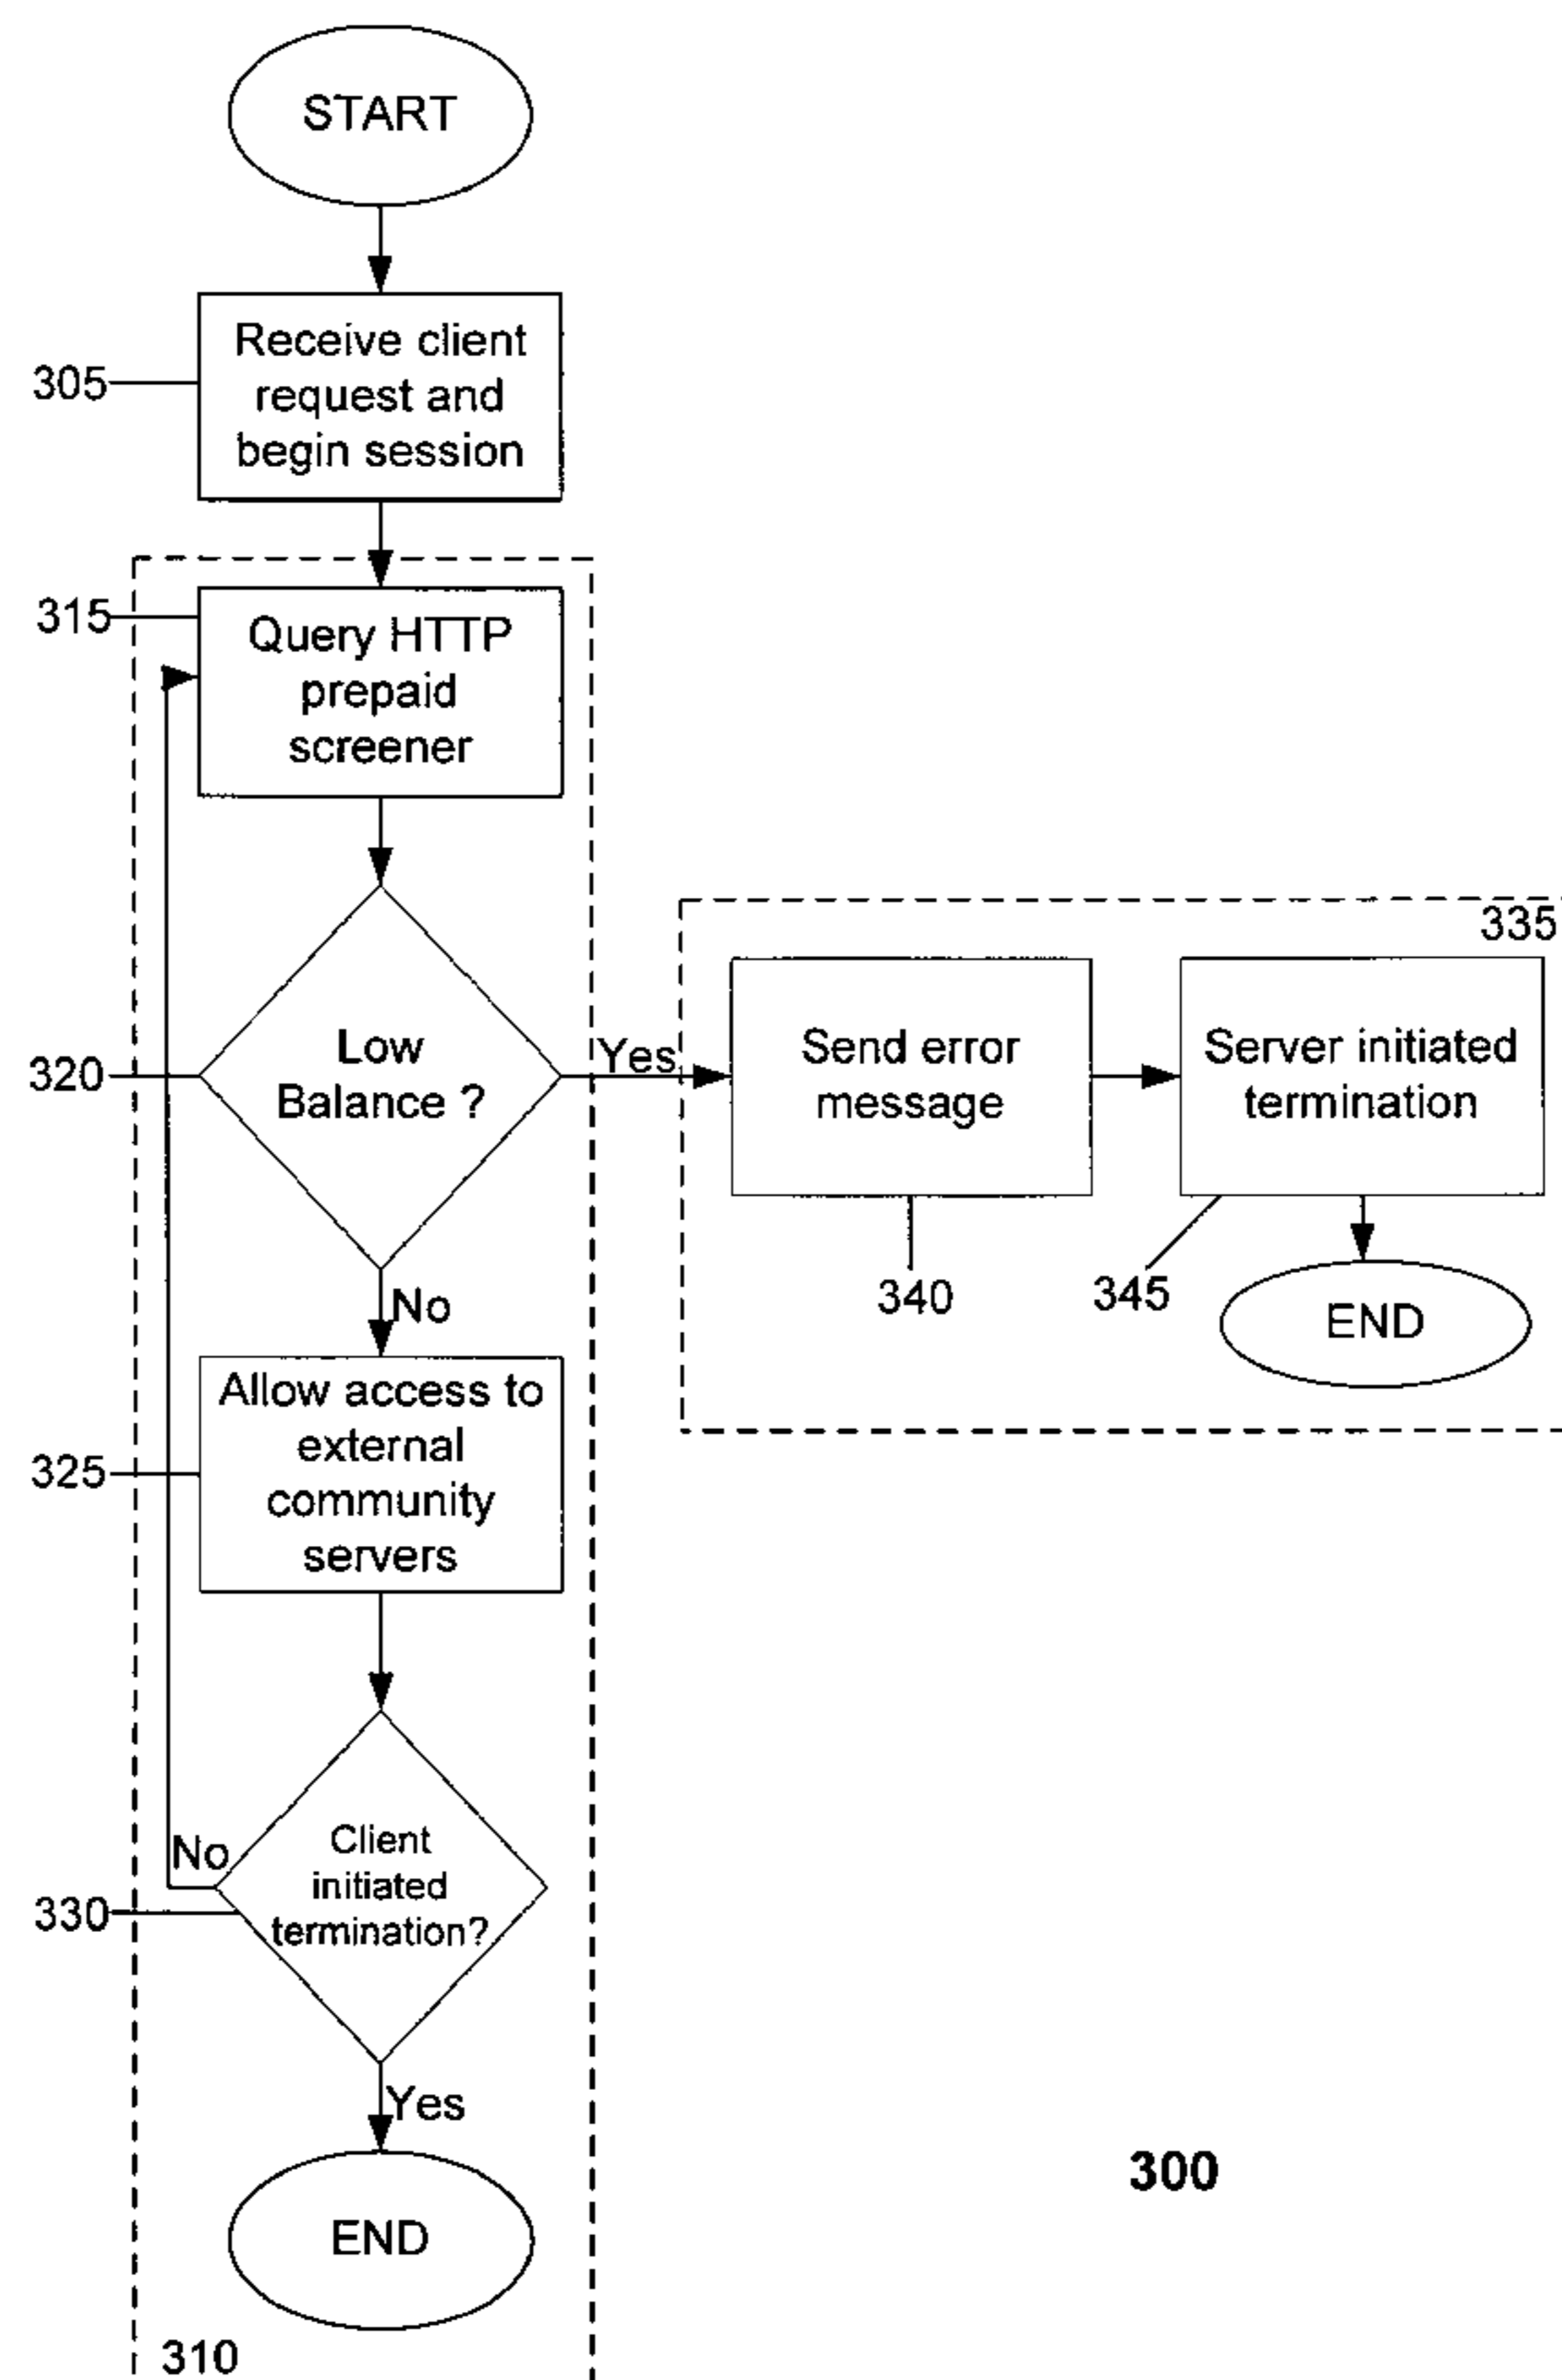 START
305
Receive client
request and
begin session
315
Query HTTP
prepaid
screener
335
320
Low
Balance ?
Yes
Send error
message
Server initiated
termination
340
345
END
No
325
Allow access to
external
community
servers
No
330
Client
initiated
termination?
Yes
END
300
310